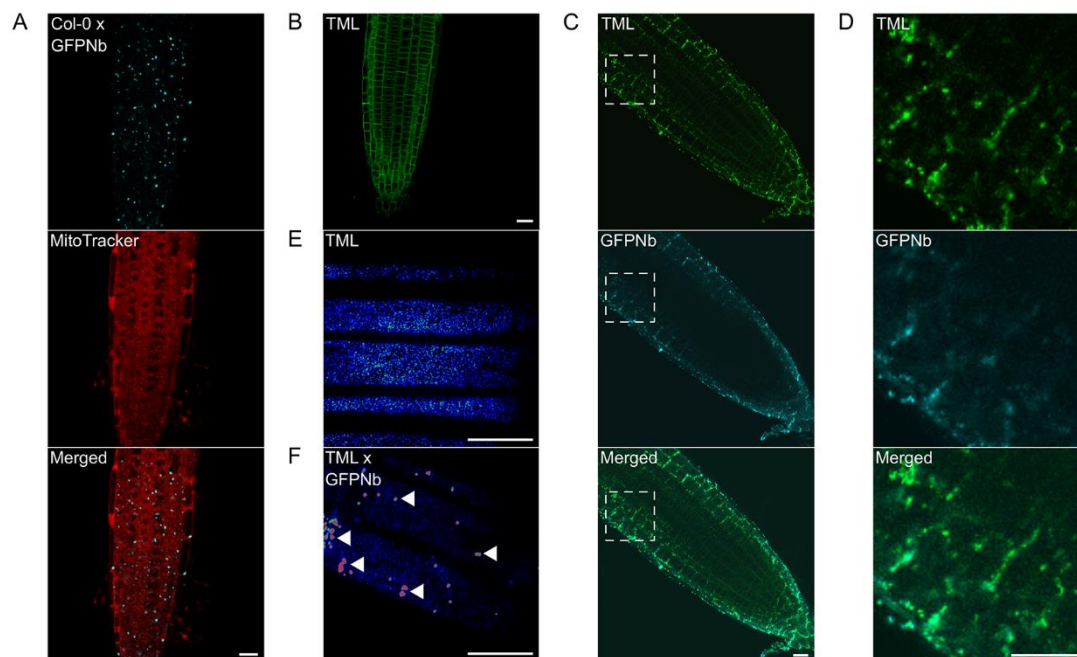 A
Col-0 x
GFPNb
MitoTracker
Merged
B
TML
E
TML
F
TML x
GFPNb
C
TML
GFPNb
Merged
D
TML
GFPNb
Merged